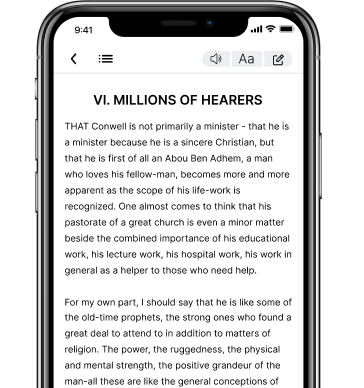 9:41
Aa
VI. MILLIONS OF HEARERS
THAT Conwell is not primarily a minister - that he is
a minister because he is a sincere Christian, but
that he is first of all an Abou Ben Adhem, a man
who loves his fellow-man, becomes more and more
apparent as the scope of his life-work is
recognized. One almost comes to think that his
pastorate of a great church is even a minor matter
beside the combined importance of his educational
work, his lecture work, his hospital work, his work in
general as a helper to those who need help.
For my own part, I should say that he is like some of
the old-time prophets, the strong ones who found a
great deal to attend to in addition to matters of
religion. The power, the ruggedness, the physical
and mental strength, the positive grandeur of the
man-all these are like the general conceptions of